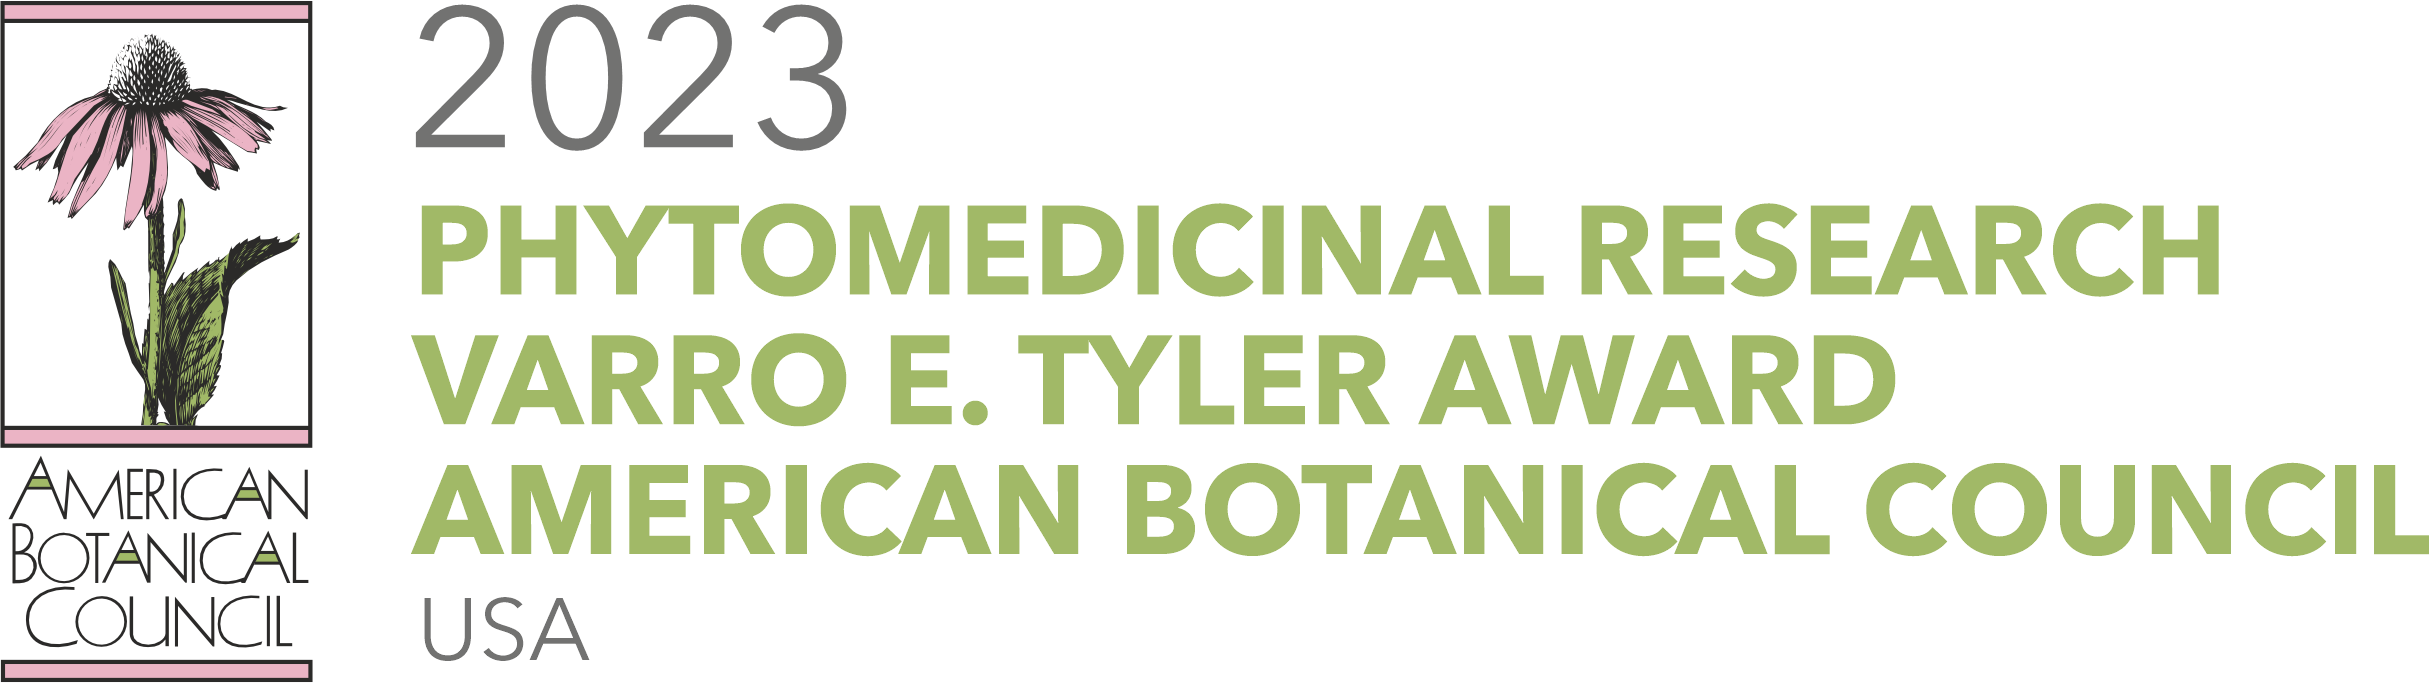 AMERICAN
BOTANICAL
COUNCIL
2023
PHYTOMEDICINAL RESEARCH
VARRO E. TYLER AWARD
AMERICAN BOTANICAL COUNCIL
USA